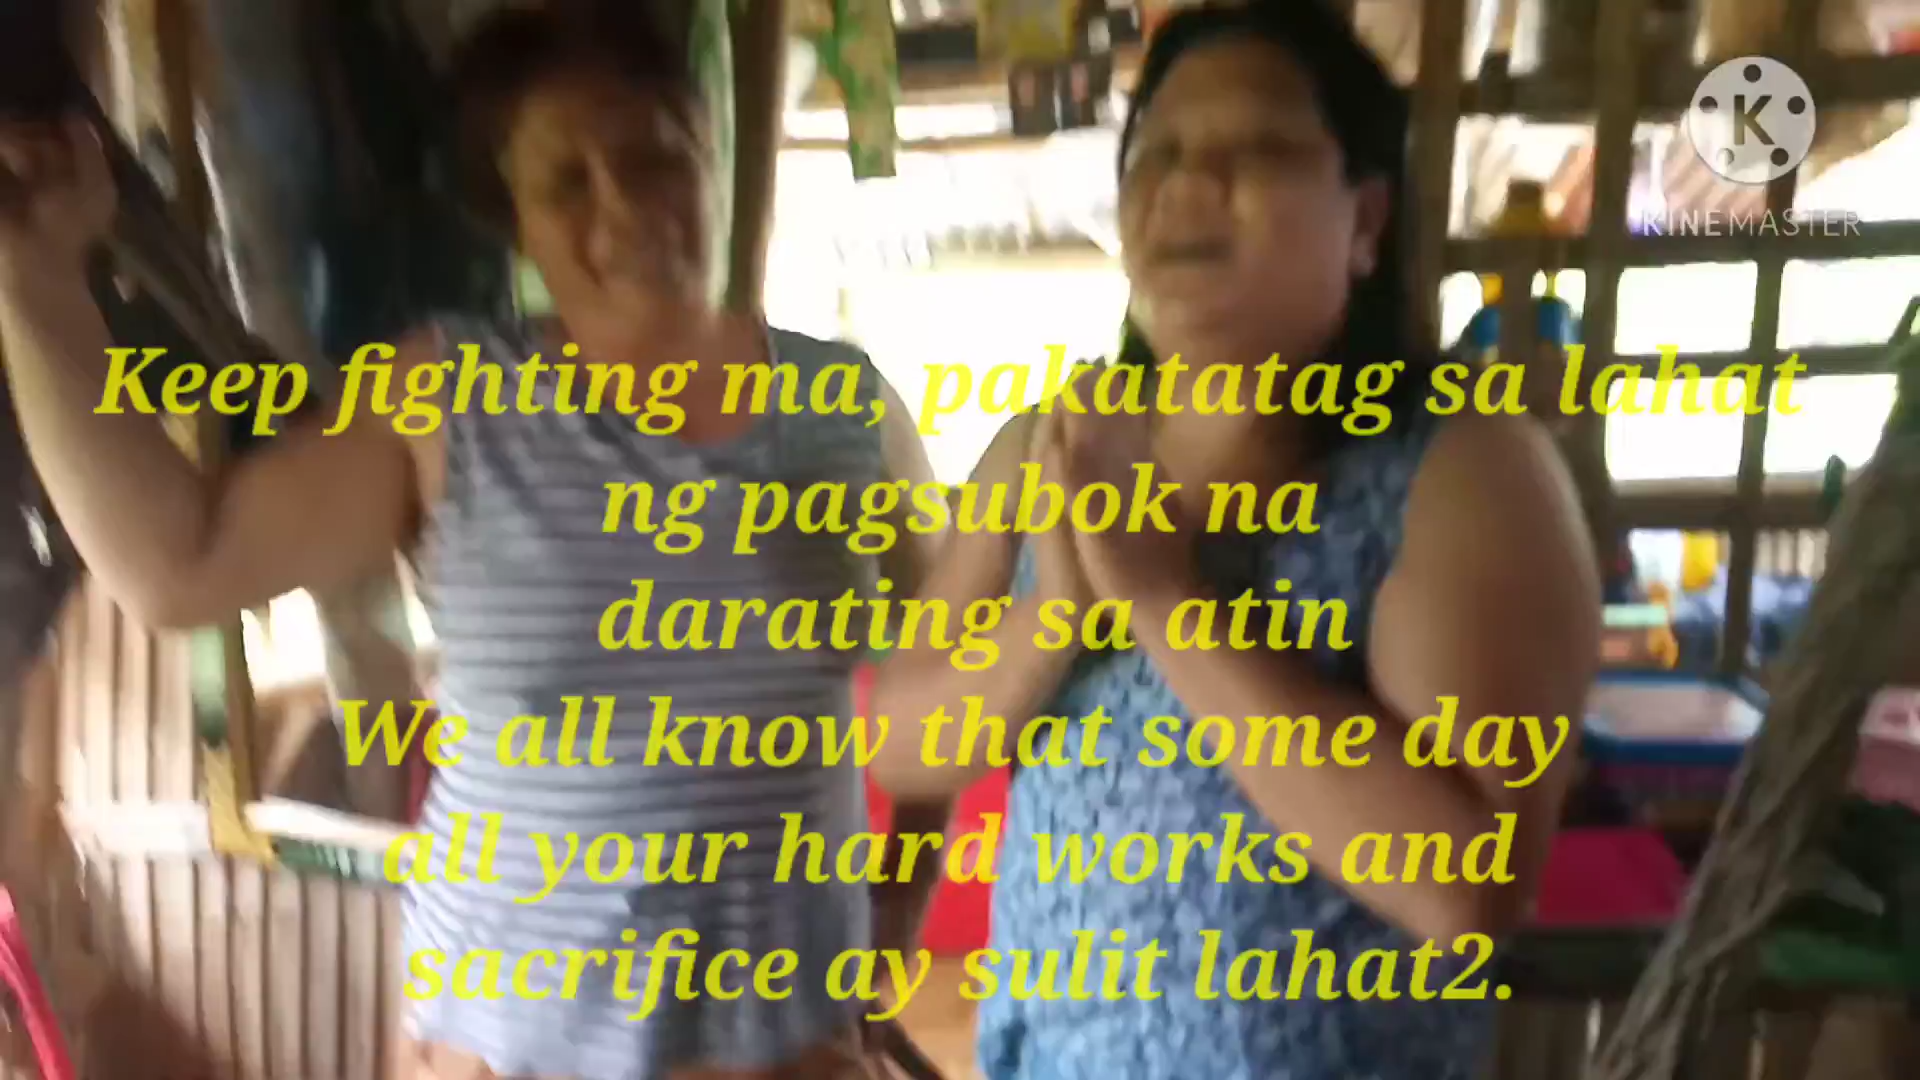 K
KINEMASTER
Keep fighting ma, pakatatag sa lahat
ng pagsubok na
darating sa atin
We all know that some day
all your hard works and
sacrifice ay sulit lahat2.